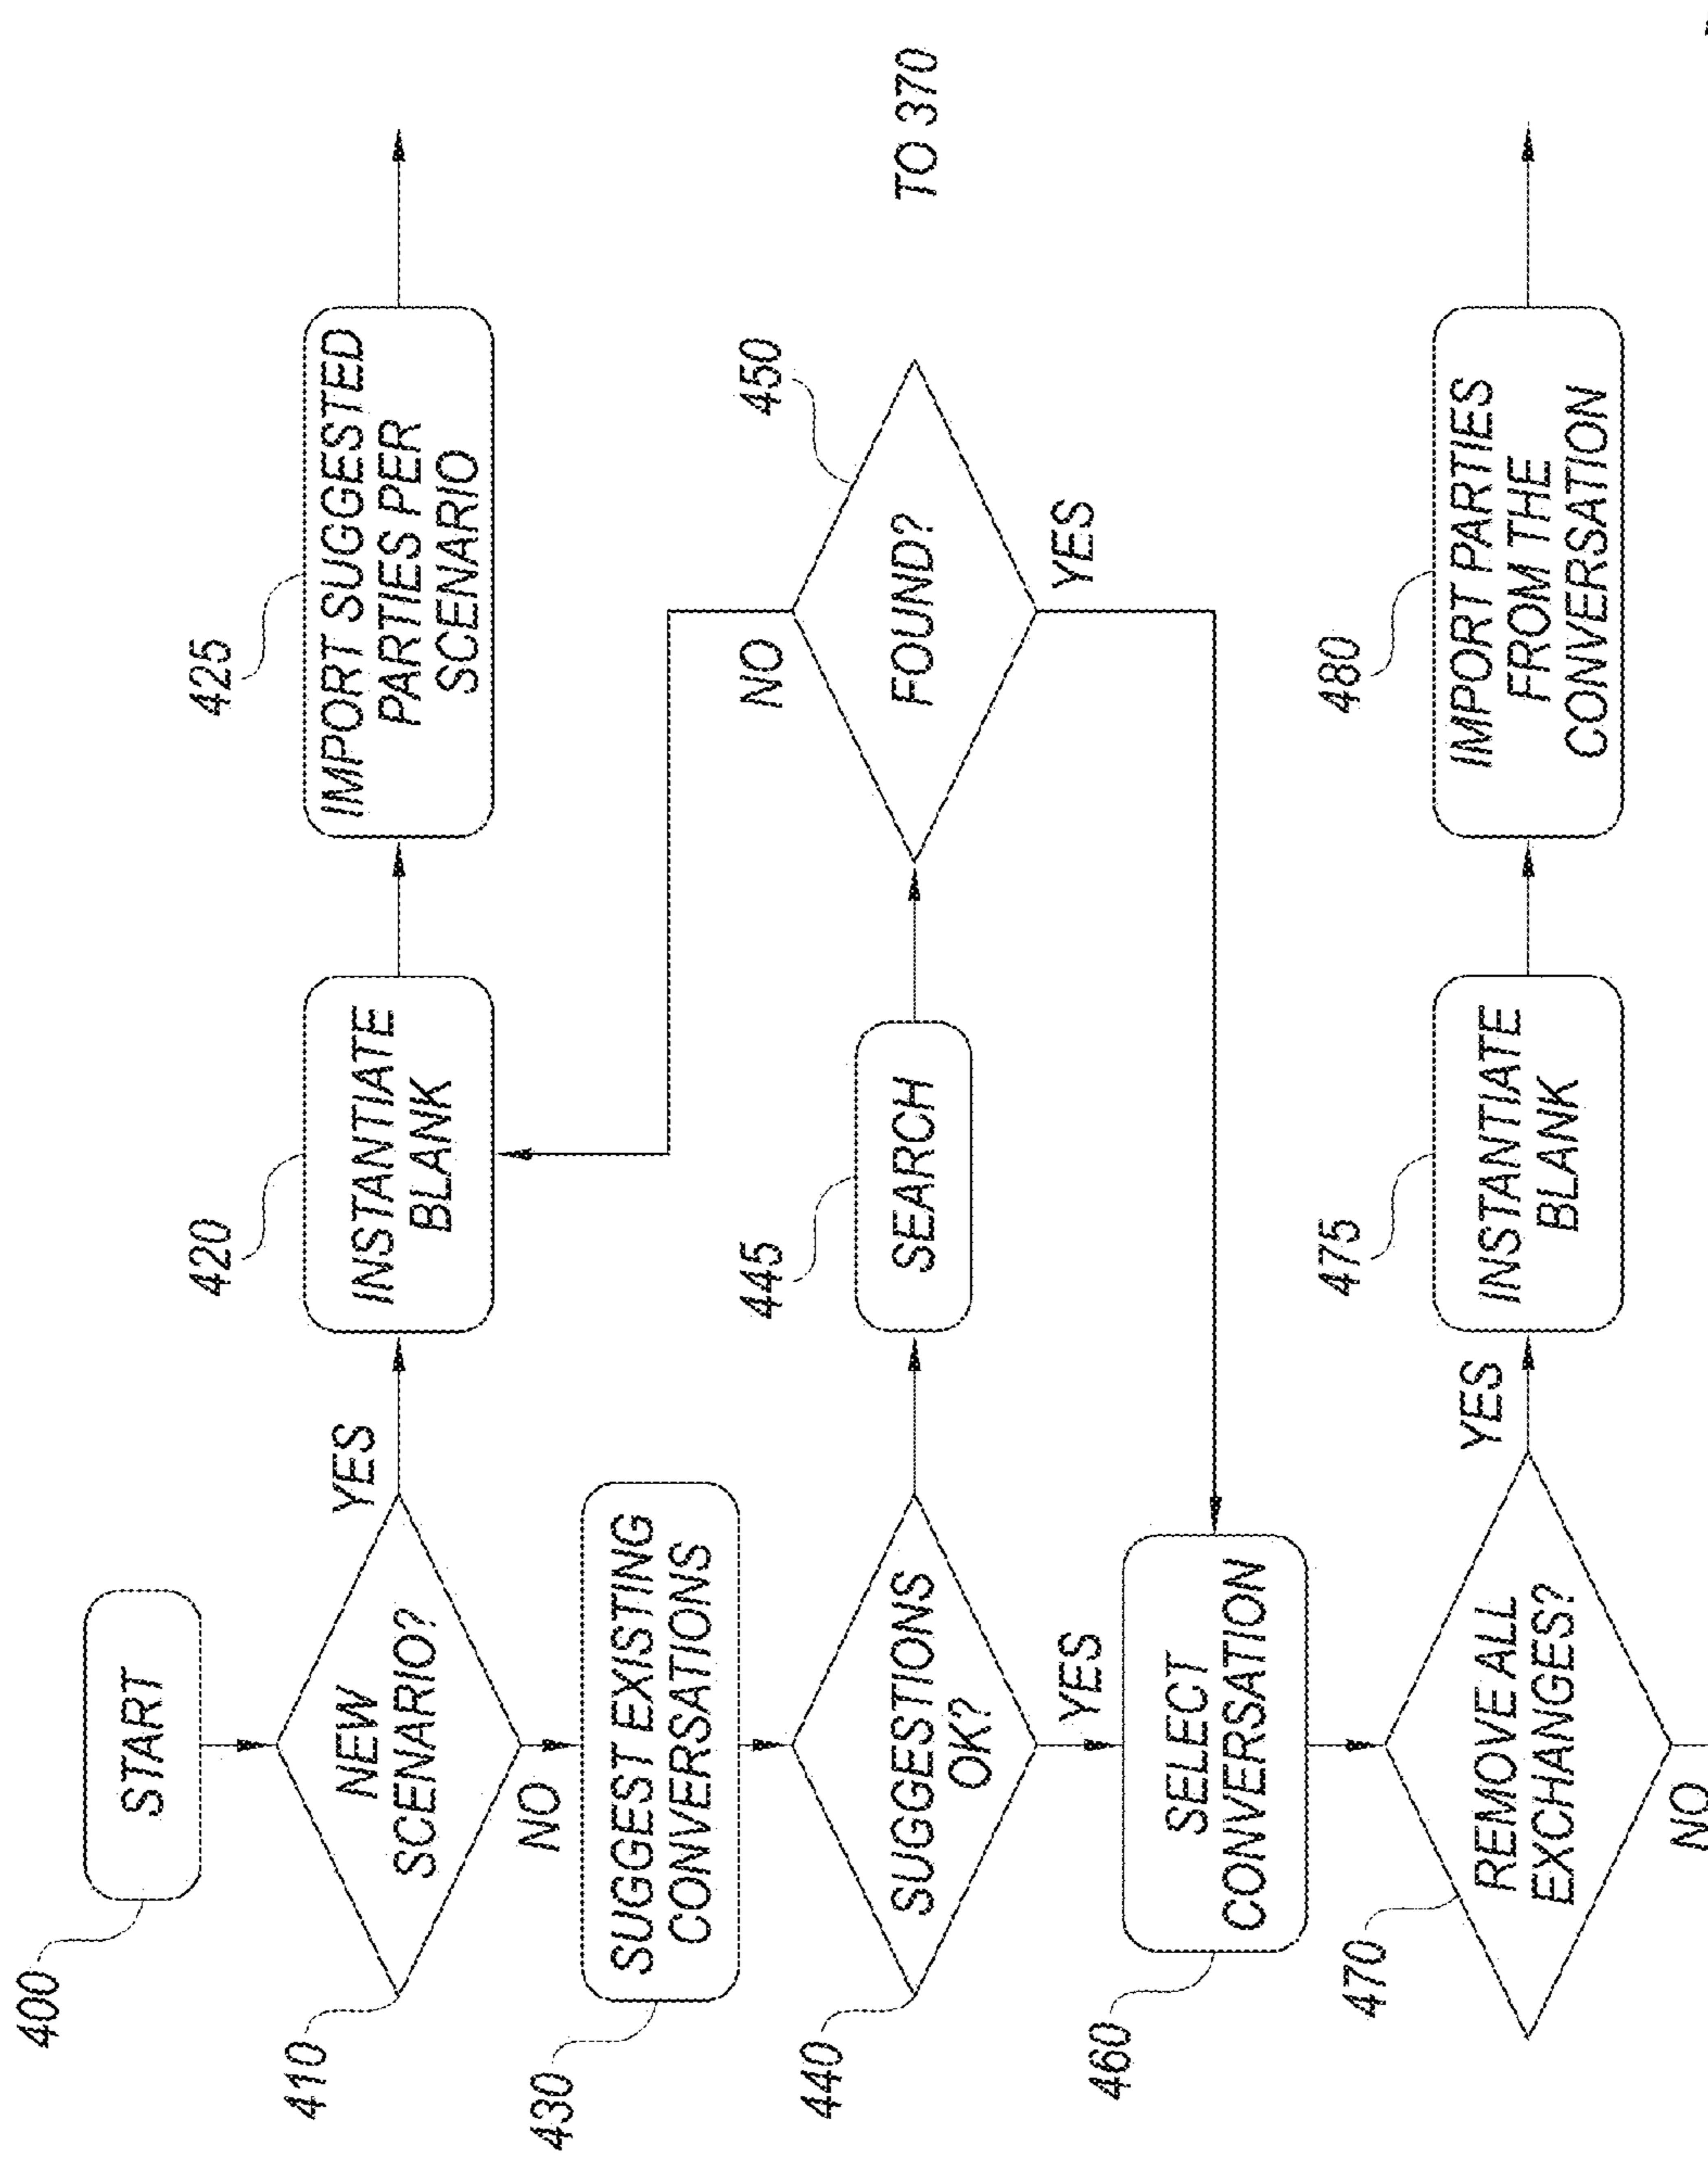 400
START
410
NEW
SCENARIO?
YES
420
INSTANTIATE
BLANK
425
IMPORT SUGGESTED
PARTIES PER
SCENARIO
NO
430
SUGGEST EXISTING
CONVERSATIONS
440
SUGGESTIONS
OK?
445
SEARCH
450
FOUND?
NO
YES
TO 370
YES
460
SELECT
CONVERSATION
470
REMOVE ALL
EXCHANGES?
YES
475
INSTANTIATE
BLANK
480
IMPORT PARTIES
FROM THE
CONVERSATION
NO